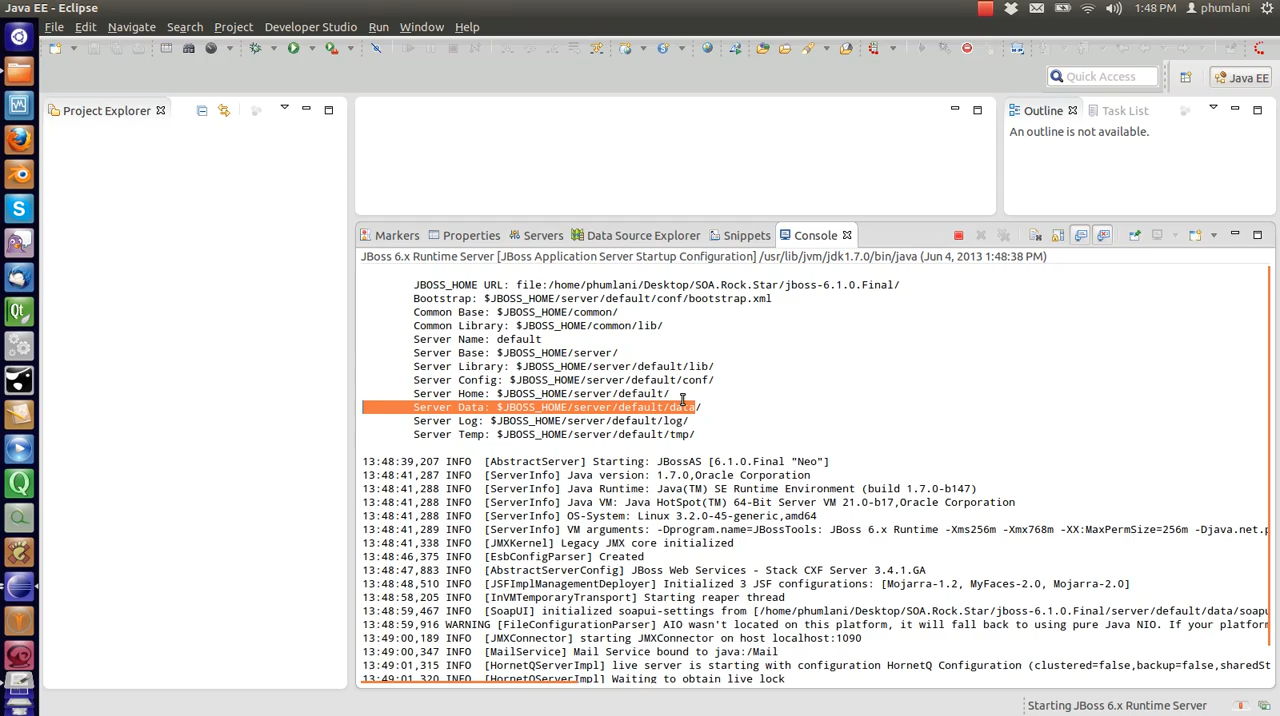 Java EE - Eclipse
1:48 PM
phumlani
File Edit Navigate Search Project Developer Studio Run Window Help
Quick Access
Java EE
Project Explorer
Outline
Task List
An outline is not available.
Markers Properties Servers Data Source Explorer Snippets Console
JBoss 6.x Runtime Server [JBoss Application Server Startup Configuration] /usr/lib/jvm/jdk1.7.0/bin/java (Jun 4, 2013 1:48:38 PM)
JBOSS_HOME URL: file:/home/phumlani/Desktop/SOA.Rock.Star/jboss-6.1.0.Final/
Bootstrap: $JBOSS_HOME/server/default/conf/bootstrap.xml
Common Base: $JBOSS_HOME/common/
Common Library: $JBOSS_HOME/common/lib/
Server Name: default
Server Base: $JBOSS_HOME/server/
Server Library: $JBOSS_HOME/server/default/lib/
Server Config: $JBOSS_HOME/server/default/conf/
Server Home: $JBOSS_HOME/server/default/
Server Data: $JBOSS_HOME/server/default/data/
Server Log: $JBOSS_HOME/server/default/log/
Server Temp: $JBOSS_HOME/server/default/tmp/
13:48:39,207 INFO [AbstractServer] Starting: JBossAS [6.1.0.Final "Neo"]
13:48:41,287 INFO [ServerInfo] Java version: 1.7.0,Oracle Corporation
13:48:41,288 INFO [ServerInfo] Java Runtime: Java(TM) SE Runtime Environment (build 1.7.0-b147)
13:48:41,288 INFO [ServerInfo] Java VM: Java HotSpot(TM) 64-Bit Server VM 21.0-b17,Oracle Corporation
13:48:41,288 INFO [ServerInfo] OS-System: Linux 3.2.0-45-generic,amd64
13:48:41,289 INFO [ServerInfo] VM arguments: -Dprogram.name=JBossTools: JBoss 6.x Runtime -Xms256m -Xmx768m -XX:MaxPermSize=256m -Djava.net.p
13:48:41,338 INFO [JMXKernel] Legacy JMX core initialized
13:48:46,375 INFO [EsbConfigParser] Created
13:48:47,883 INFO [AbstractServerConfig] JBoss Web Services - Stack CXF Server 3.4.1.GA
13:48:48,510 INFO [JSFImplManagementDeployer] Initialized 3 JSF configurations: [Mojarra-1.2, MyFaces-2.0, Mojarra-2.0]
13:48:58,205 INFO [InVMTemporaryTransport] Starting reaper thread
13:48:59,467 INFO [SoapUI] initialized soapui-settings from [/home/phumlani/Desktop/SOA.Rock.Star/jboss-6.1.0.Final/server/default/data/soapu
13:48:59,916 WARNING [FileConfigurationParser] AIO wasn't located on this platform, it will fall back to using pure Java NIO. If your platform
13:49:00,189 INFO [JMXConnector] starting JMXConnector on host localhost:1090
13:49:00,347 INFO [MailService] Mail Service bound to java:/Mail
13:49:01,315 INFO [HornetQServerImpl] live server is starting with configuration HornetQ Configuration (clustered=false,backup=false,sharedSt
13:49:01,320 INFO [HornetQServerImpl] Waiting to obtain live lock
Starting JBoss 6.x Runtime Server